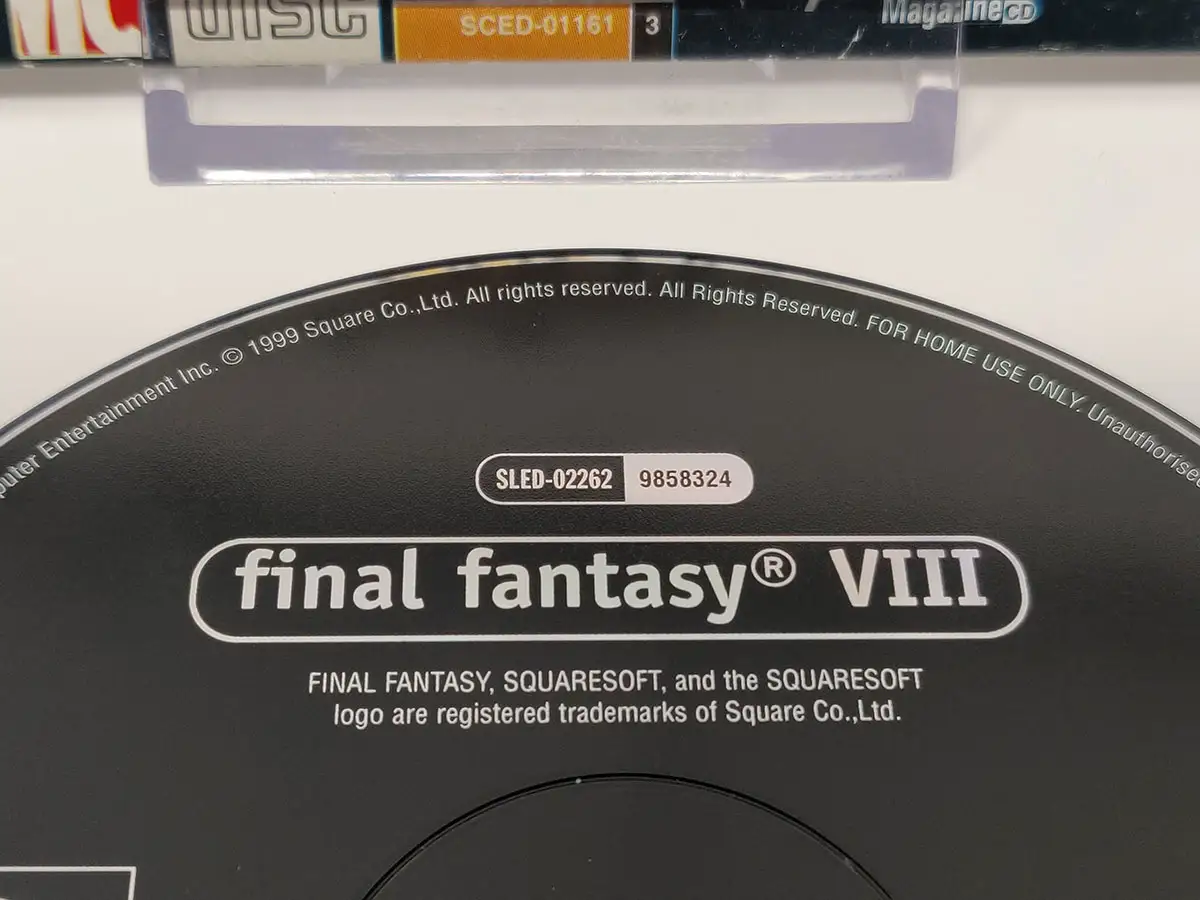 DISC
SCED-01161 3
Magazine CD
Entertainment Inc. © 1999 Square Co.,Ltd. All rights reserved. All Rights Reserved. FOR HOME USE ONLY. Unauthorised
SLED-02262 9858324
final fantasy® VIII
FINAL FANTASY, SQUARESOFT, and the SQUARESOFT
logo are registered trademarks of Square Co.,Ltd.